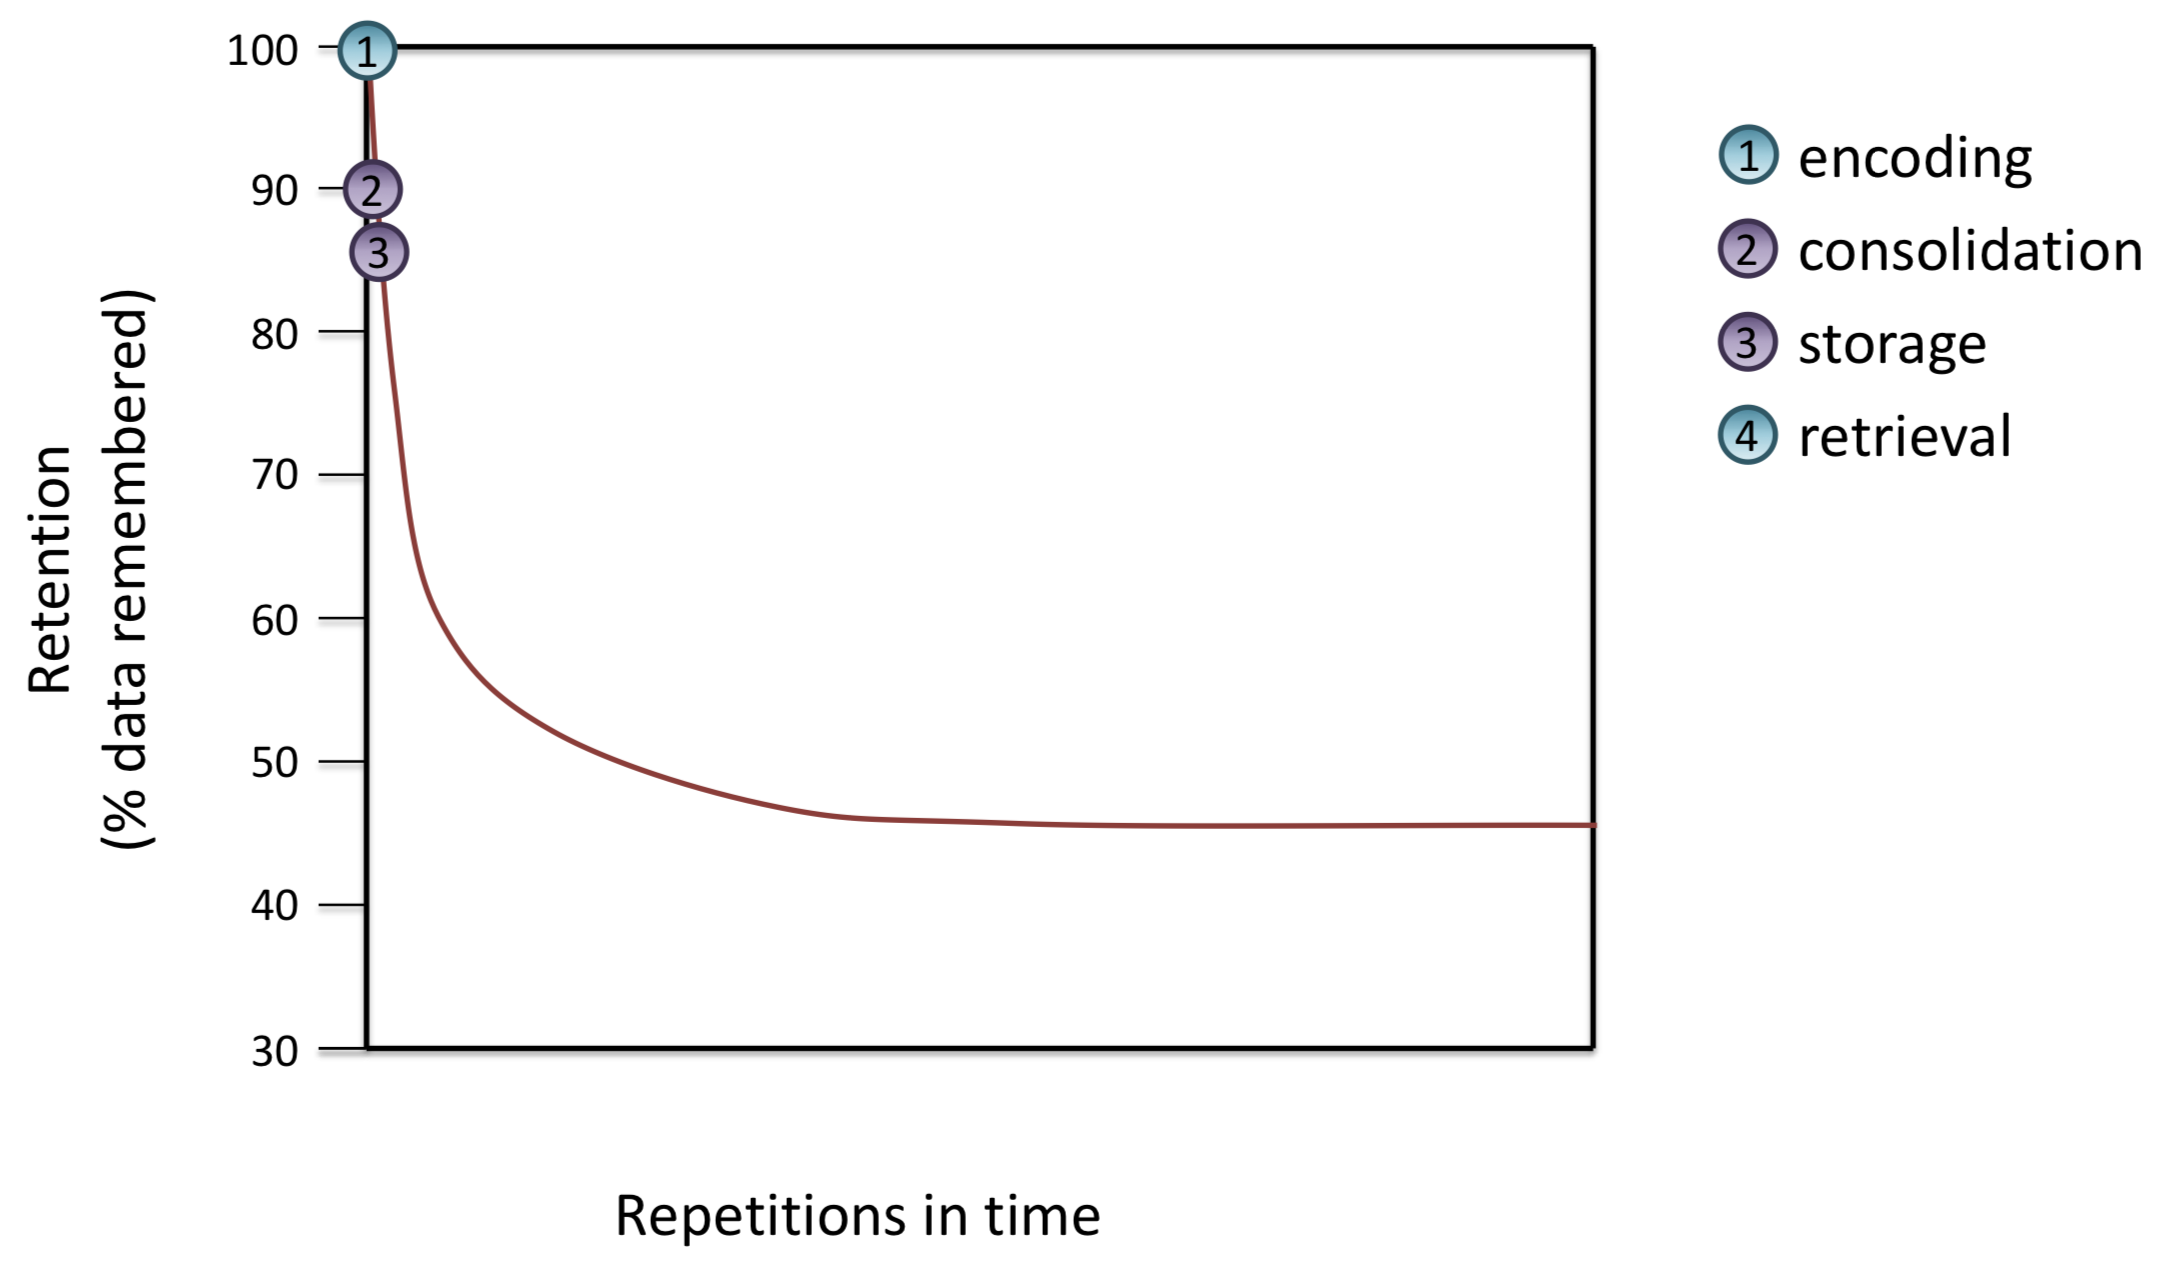 Retention
(% data remembered)
100
90
80
70
60
50
40
30
1
2
3
Repetitions in time
1 encoding
2 consolidation
3 storage
4 retrieval